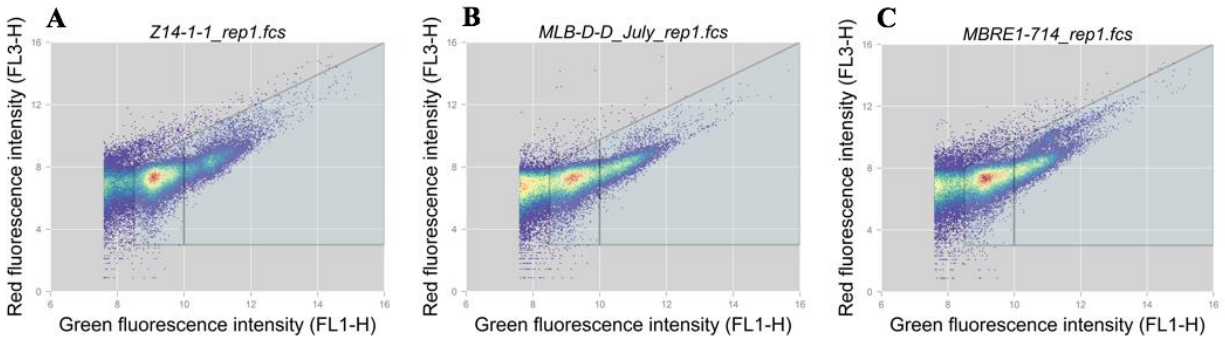 A
Z14-1-1_rep1.fcs
Red fluorescence intensity (FL3-H)
16
12
8
4
0
6 8 10 12 14 16
Green fluorescence intensity (FL1-H)
B
MLB-D-D_July_rep1.fcs
Red fluorescence intensity (FL3-H)
16
12
8
4
0
6 8 10 12 14 16
Green fluorescence intensity (FL1-H)
C
MBRE1-714_rep1.fcs
Red fluorescence intensity (FL3-H)
16
12
8
4
0
6 8 10 12 14 16
Green fluorescence intensity (FL1-H)